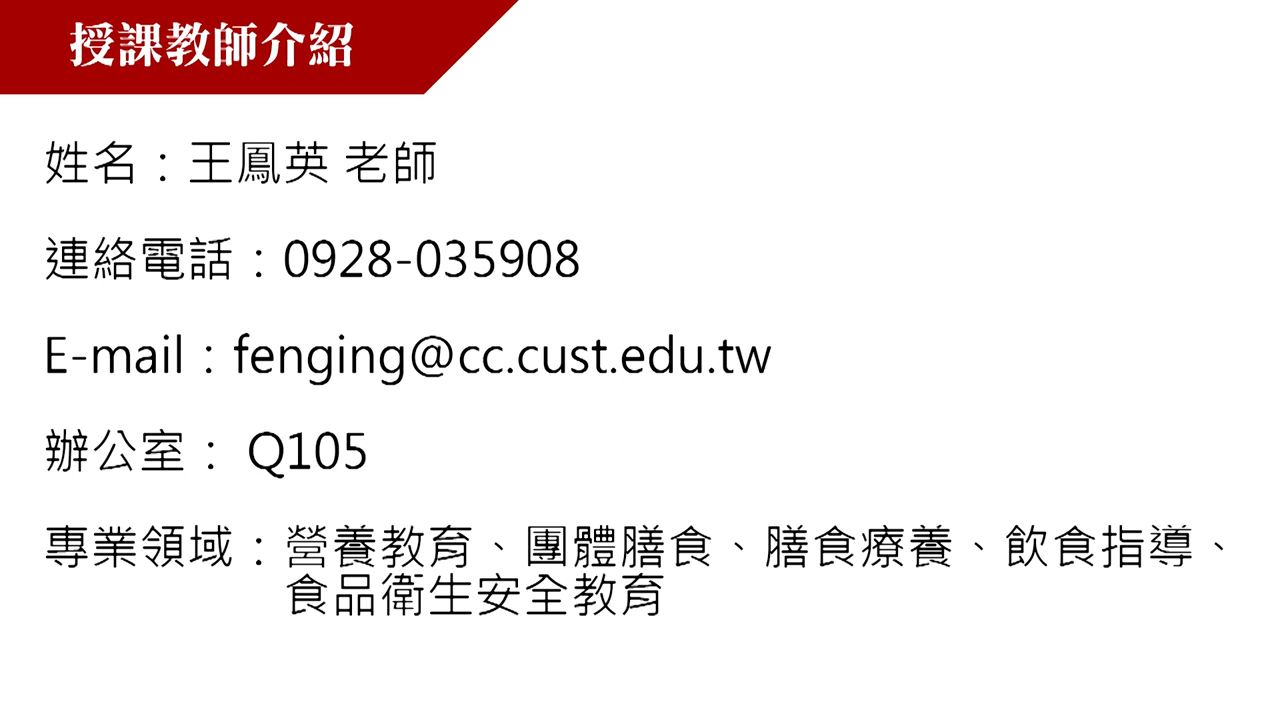 授課教師介紹
姓名：王鳳英 老師
連絡電話：0928-035908
E-mail：fenging@cc.cust.edu.tw
辦公室： Q105
專業領域：營養教育、團體膳食、膳食療養、飲食指導、
食品衛生安全教育